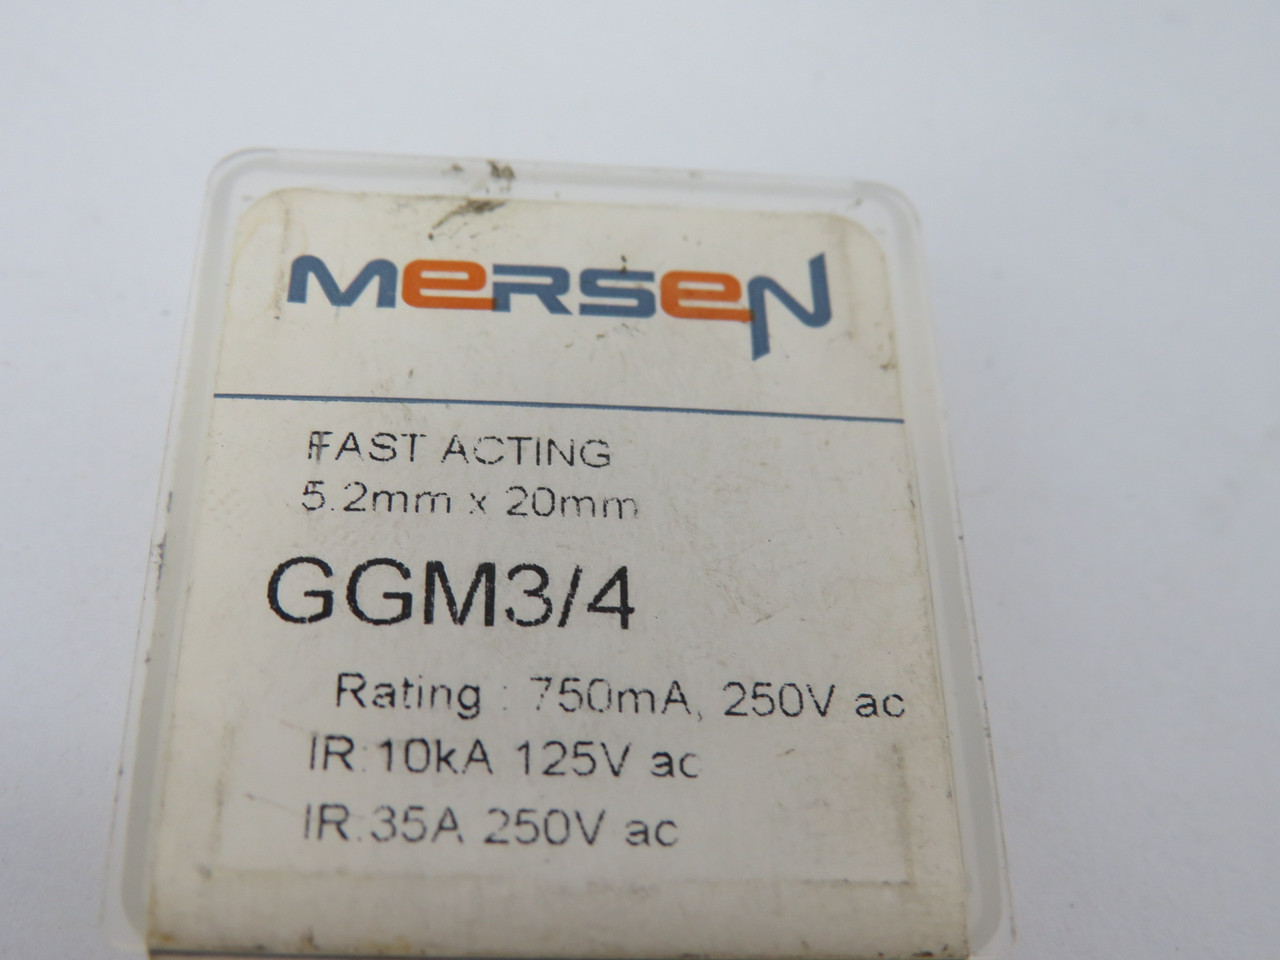 MERSEN
FAST ACTING
5.2mm x 20mm
GGM3/4
Rating : 750mA, 250V ac
IR:10kA 125V ac
IR:35A 250V ac